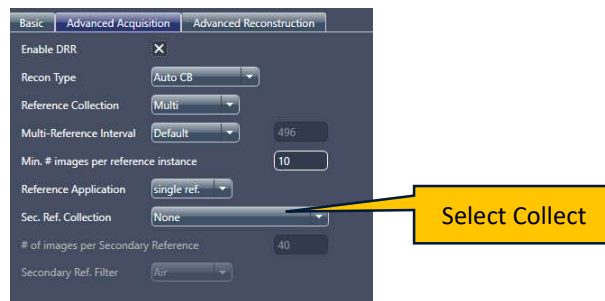 Basic Advanced Acquisition Advanced Reconstruction
Enable DRR
Recon Type Auto CB
Reference Collection Multi
Multi-Reference Interval Default 496
Min. # images per reference instance 10
Reference Application single ref.
Sec. Ref. Collection None
Select Collect
# of images per Secondary Reference 40
Secondary Ref. Filter Air